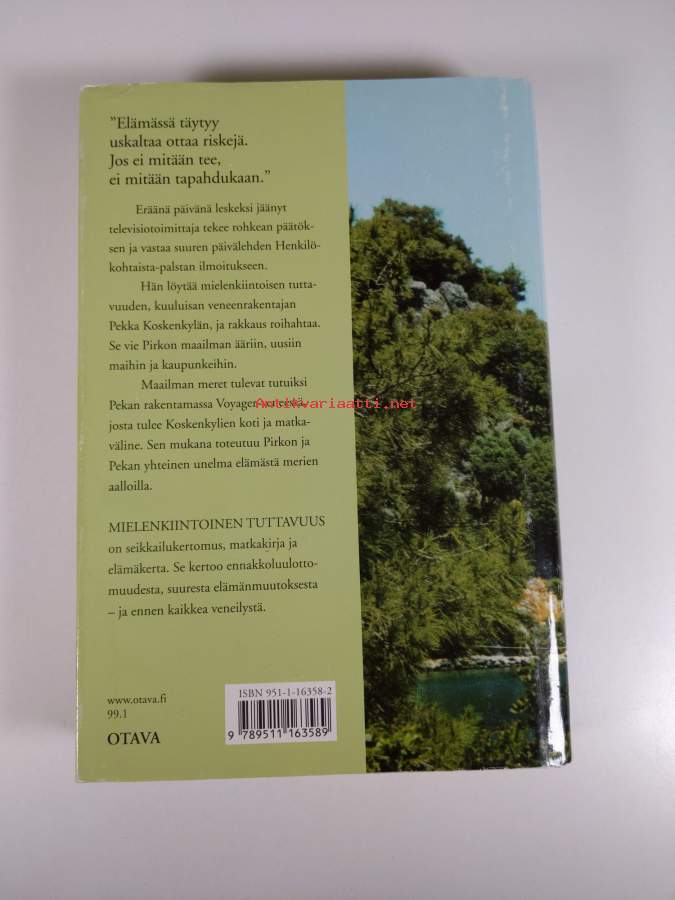 ”Elämässä täytyy
uskaltaa ottaa riskejä.
Jos ei mitään tee,
ei mitään tapahdukaan.”
Eräänä päivänä leskeksi jäänyt
televisiotoimittaja tekee rohkean päätök-
sen ja vastaa suuren päivälehden Henkilö-
kohtaista-palstan ilmoitukseen.
Hän löytää mielenkiintoisen tutta-
vuuden, kuuluisan veneenrakentajan
Pekka Koskenkylän, ja rakkaus roihahtaa.
Se vie Pirkon maailman ääriin, uusiin
maihin ja kaupunkeihin.
Maailman meret tulevat tutuiksi
Pekan rakentamassa Voyager
Antikvariaatti.net
josta tulee Koskenkylien koti ja matka-
väline. Sen mukana toteutuu Pirkon ja
Pekan yhteinen unelma elämästä merien
aalloilla.
MIELENKIINTOINEN TUTTAVUUS
on seikkailukertomus, matkakirja ja
elämäkerta. Se kertoo ennakkoluulotto-
muudesta, suuresta elämänmuutoksesta
– ja ennen kaikkea veneilystä.
www.otava.fi
99.1
OTAVA
ISBN 951-1-16358-2
9 789511 163589